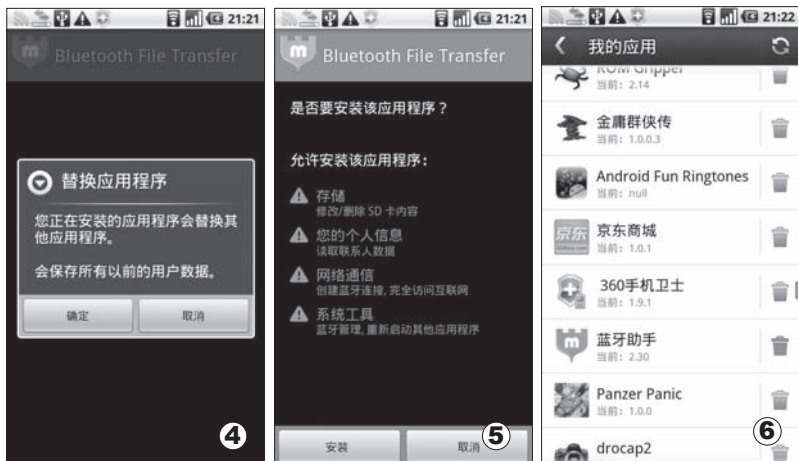 21:21
Bluetooth File Transfer
替换应用程序
您正在安装的应用程序会替换其
他应用程序。
会保存所有以前的用户数据。
确定
取消
4
21:21
m
Bluetooth File Transfer
是否要安装该应用程序？
允许安装该应用程序：
存储
修改/删除 SD 卡内容
您的个人信息
读取联系人数据
网络通信
创建蓝牙连接, 完全访问互联网
系统工具
蓝牙管理, 重新启动其他应用程序
安装
取消
5
21:22
我的应用
ROM Gripper
当前：2.14
金庸群侠传
当前：1.0.0.3
Android Fun Ringtones
当前：null
京东
京东商城
当前：1.0.1
360手机卫士
当前：1.9.1
m
蓝牙助手
当前：2.30
Panzer Panic
当前：1.0.0
drocap2
6